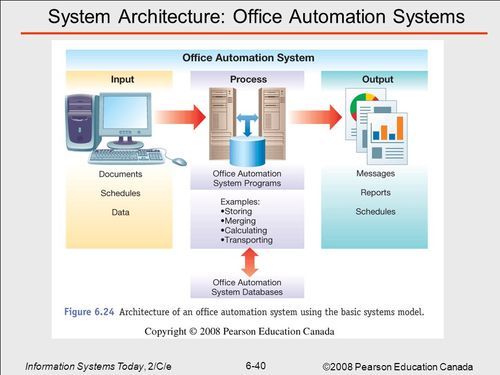 System Architecture: Office Automation Systems
Office Automation System
Input
Process
Output
Documents
Schedules
Data
Office Automation
System Programs
Examples:
•Storing
•Merging
•Calculating
•Transporting
Messages
Reports
Schedules
Office Automation
System Databases
Figure 6.24 Architecture of an office automation system using the basic systems model.
Copyright © 2008 Pearson Education Canada
Information Systems Today, 2/C/e
6-40
©2008 Pearson Education Canada